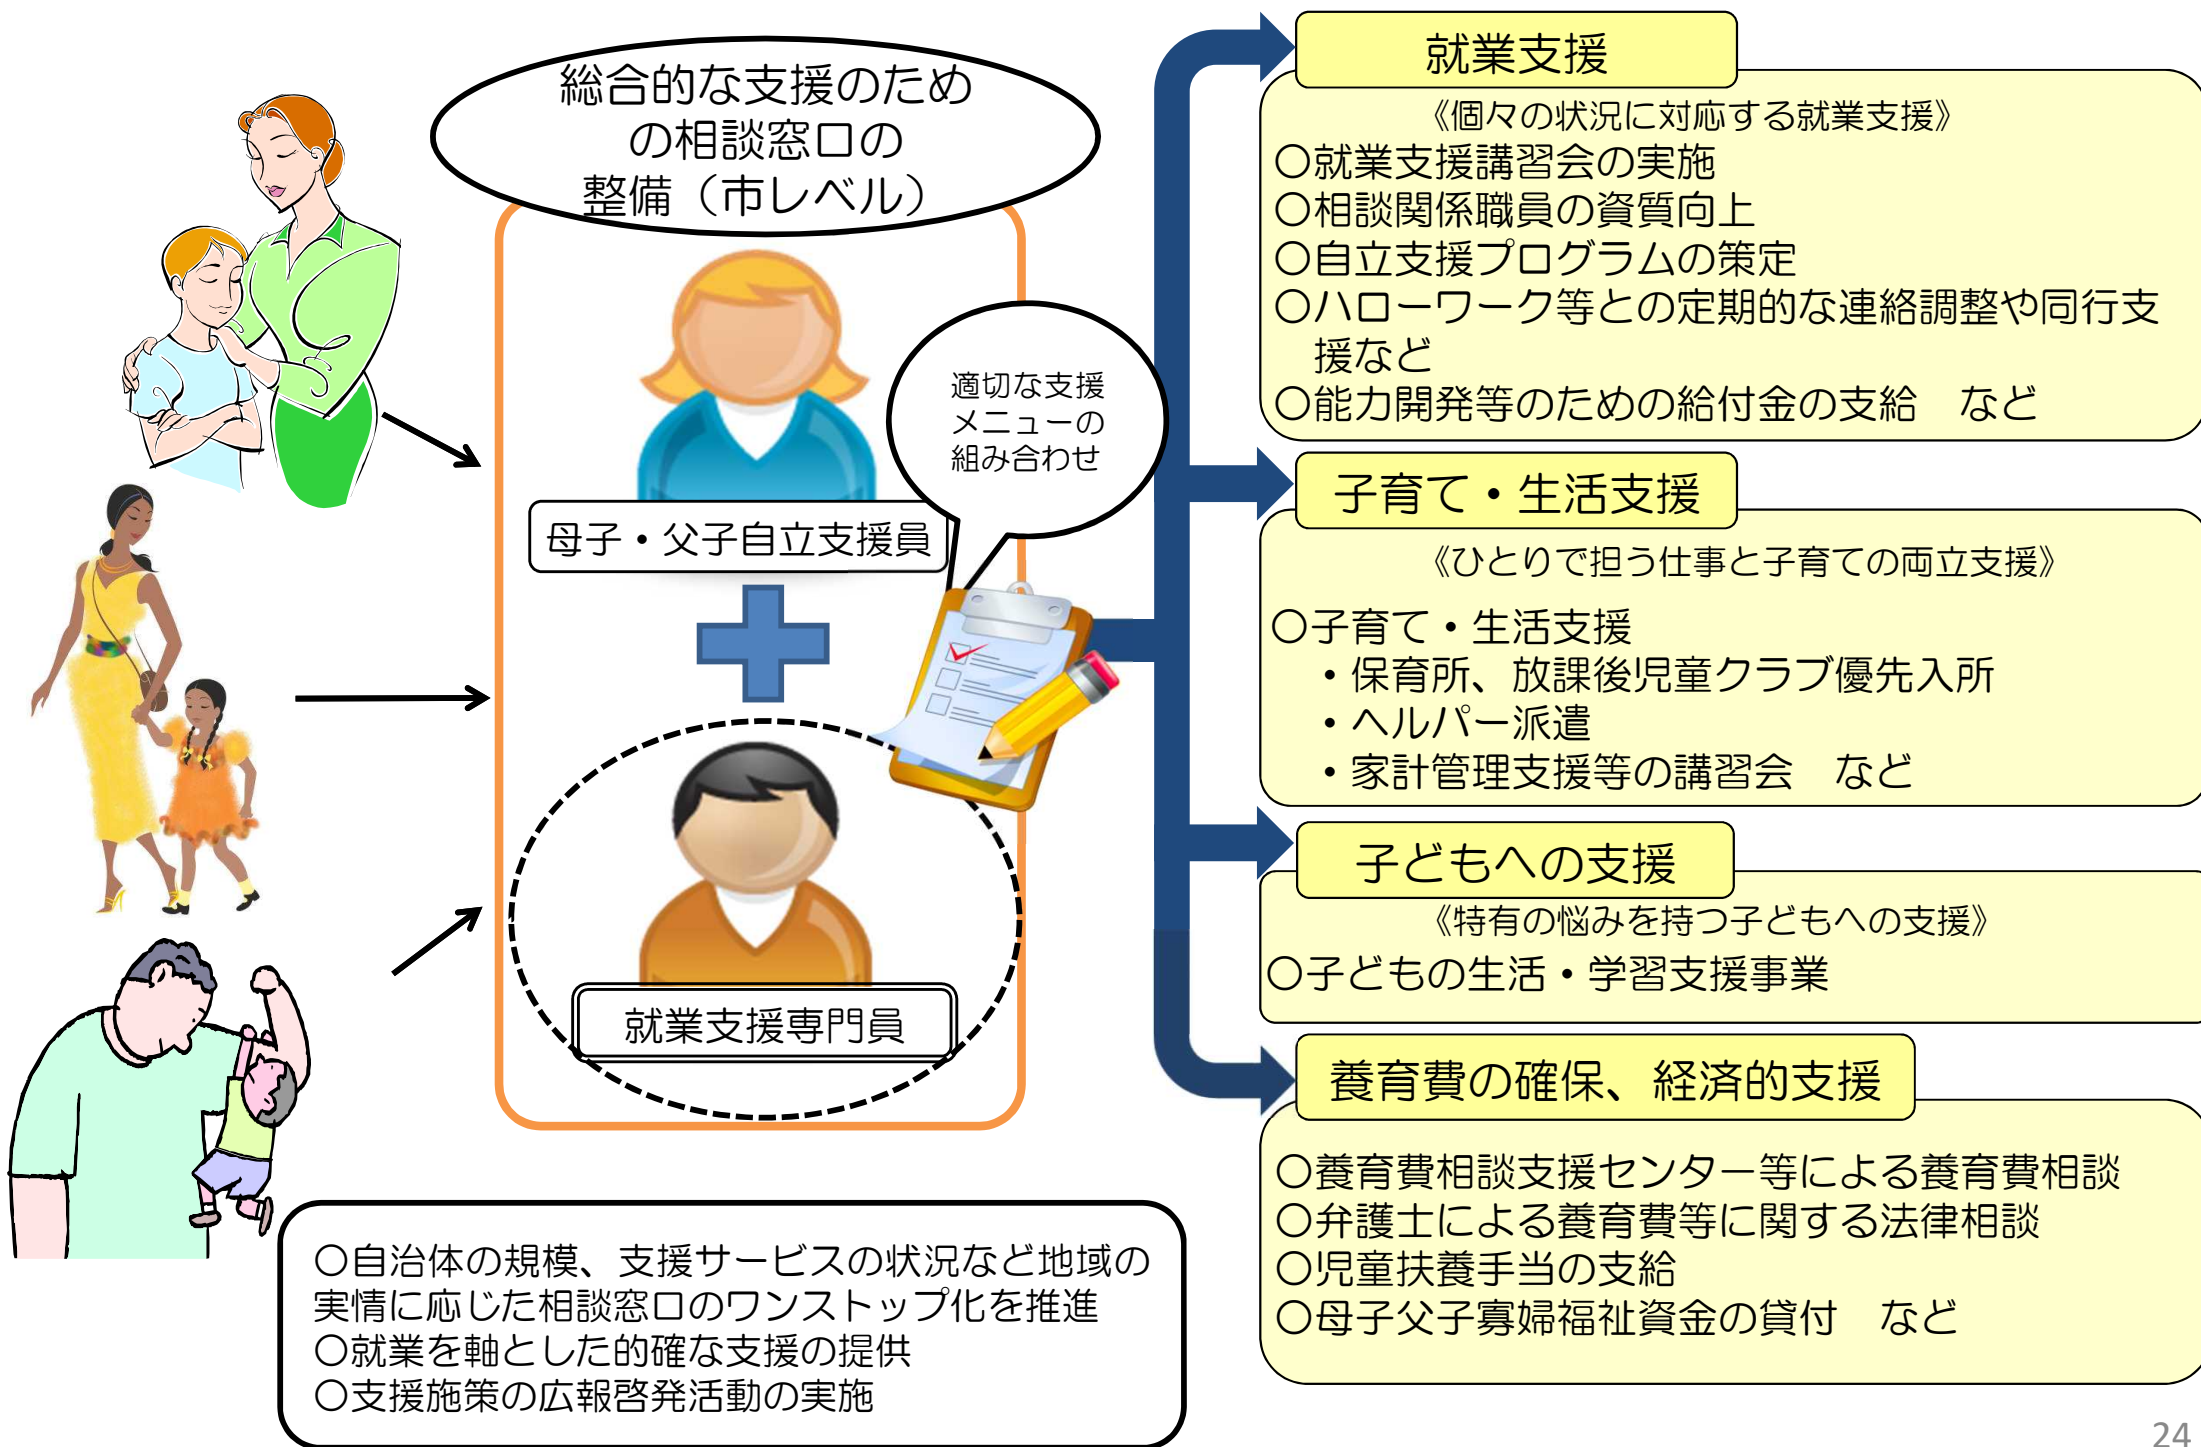 総合的な支援のため
の相談窓口の
整備（市レベル）
適切な支援
メニューの
組み合わせ
母子・父子自立支援員
就業支援専門員
〇自治体の規模、支援サービスの状況など地域の
実情に応じた相談窓口のワンストップ化を推進
〇就業を軸とした的確な支援の提供
〇支援施策の広報啓発活動の実施
就業支援
《個々の状況に対応する就業支援》
〇就業支援講習会の実施
〇相談関係職員の資質向上
〇自立支援プログラムの策定
〇ハローワーク等との定期的な連絡調整や同行支
援など
〇能力開発等のための給付金の支給　など
子育て・生活支援
《ひとりで担う仕事と子育ての両立支援》
〇子育て・生活支援
・保育所、放課後児童クラブ優先入所
・ヘルパー派遣
・家計管理支援等の講習会　など
子どもへの支援
《特有の悩みを持つ子どもへの支援》
〇子どもの生活・学習支援事業
養育費の確保、経済的支援
〇養育費相談支援センター等による養育費相談
〇弁護士による養育費等に関する法律相談
〇児童扶養手当の支給
〇母子父子寡婦福祉資金の貸付　など
24